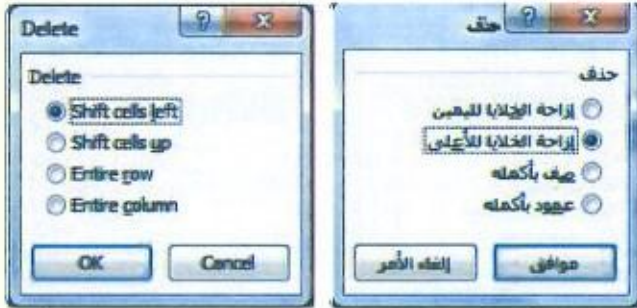 Delete
Delete
Shift cells left
Shift cells up
Entire row
Entire column
OK
Cancel
حذف
حذف
إزاحة الخلايا لليمين
إزاحة الخلايا للأعلى
صف بأكمله
عمود بأكمله
موافق
إلغاء الأمر